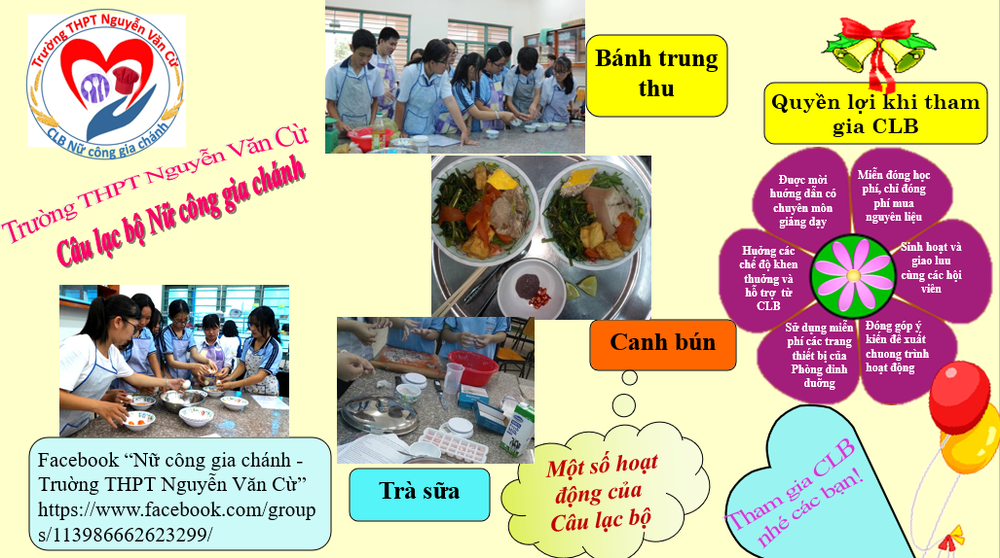 Trường THPT Nguyễn Văn Cừ
CLB Nữ công gia chánh
Trường THPT Nguyễn Văn Cừ
Câu lạc bộ Nữ công gia chánh
Facebook “Nữ công gia chánh -
Trường THPT Nguyễn Văn Cừ”
https://www.facebook.com/group
s/113986662623299/
Bánh trung
thu
Canh bún
Trà sữa
Một số hoạt
động của
Câu lạc bộ
Quyền lợi khi tham
gia CLB
Được mời
hướng dẫn có
chuyên môn
giảng dạy
Miễn đóng học
phí, chỉ đóng
phí mua
nguyên liệu
Hưởng các
chế độ khen
thưởng và
hỗ trợ từ
CLB
Sinh hoạt và
giao lưu
cùng các hội
viên
Sử dụng miễn
phí các trang
thiết bị của
Phòng dinh
dưỡng
Đóng góp ý
kiến đề xuất
chương trình
hoạt động
Tham gia CLB
nhé các bạn!